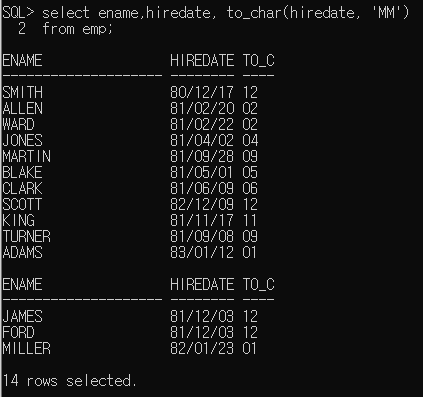 SQL> select ename,hiredate, to_char(hiredate, 'MM')
  2  from emp;
ENAME                HIREDATE TO_C
-------------------- -------- ----
SMITH                80/12/17 12
ALLEN                81/02/20 02
WARD                 81/02/22 02
JONES                81/04/02 04
MARTIN               81/09/28 09
BLAKE                81/05/01 05
CLARK                81/06/09 06
SCOTT                82/12/09 12
KING                 81/11/17 11
TURNER               81/09/08 09
ADAMS                83/01/12 01
ENAME                HIREDATE TO_C
-------------------- -------- ----
JAMES                81/12/03 12
FORD                 81/12/03 12
MILLER               82/01/23 01
14 rows selected.